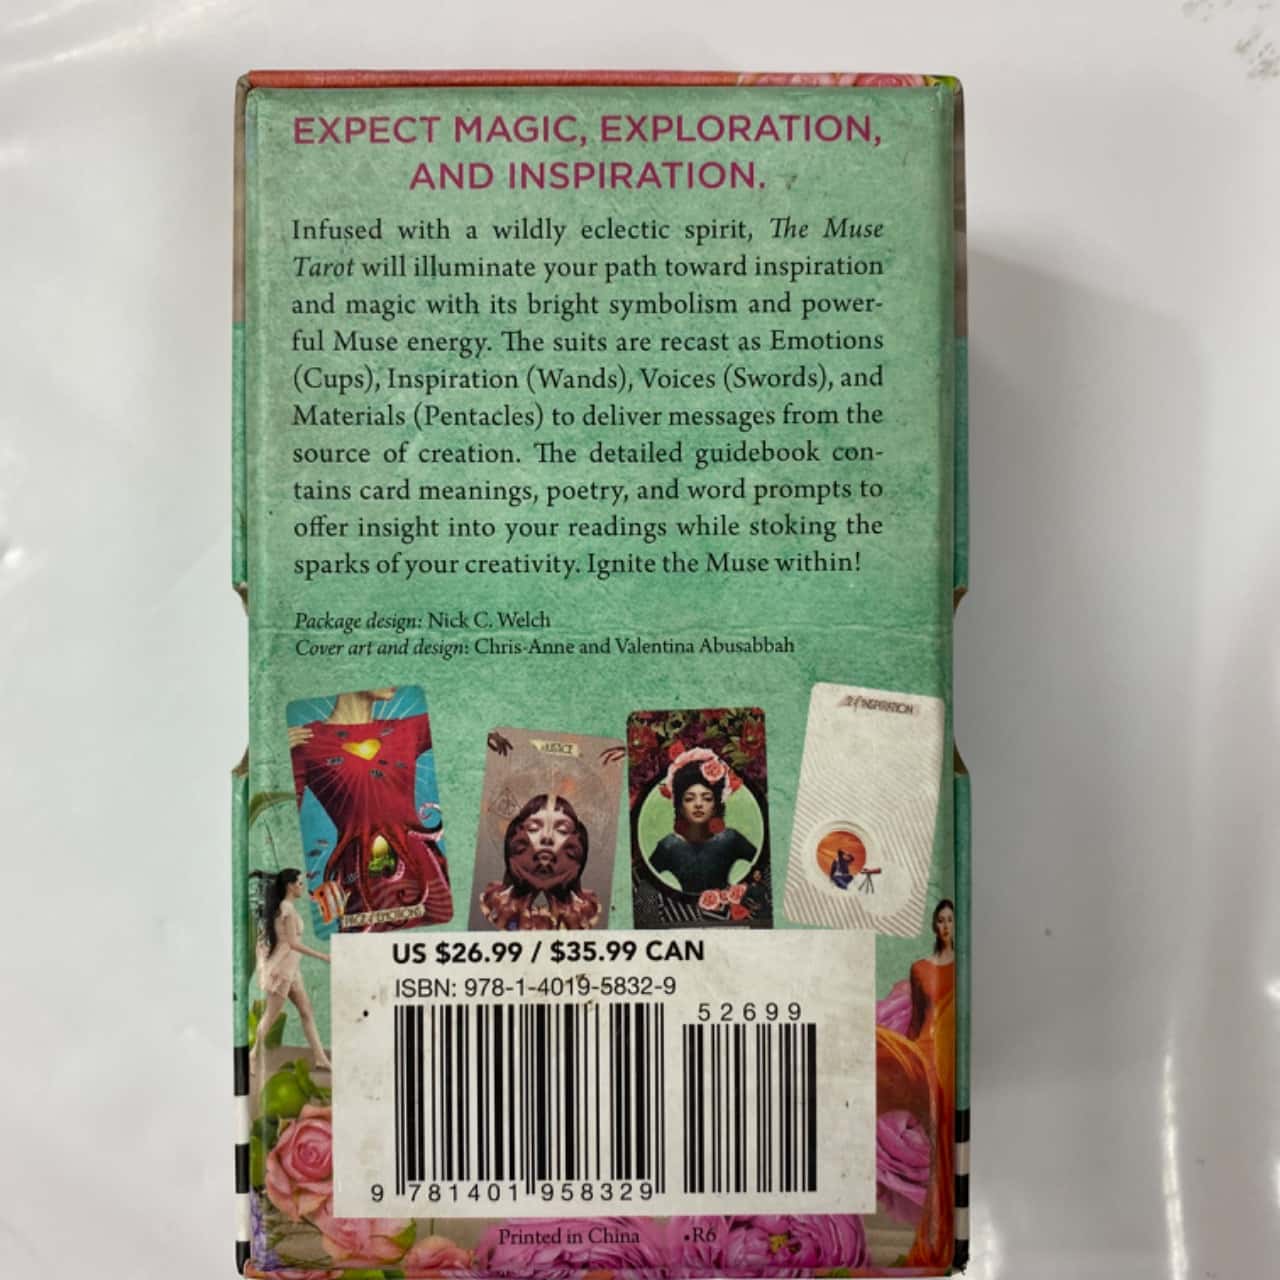 EXPECT MAGIC, EXPLORATION,
AND INSPIRATION.
Infused with a wildly eclectic spirit, The Muse
Tarot will illuminate your path toward inspiration
and magic with its bright symbolism and power-
ful Muse energy. The suits are recast as Emotions
(Cups), Inspiration (Wands), Voices (Swords), and
Materials (Pentacles) to deliver messages from the
source of creation. The detailed guidebook con-
tains card meanings, poetry, and word prompts to
offer insight into your readings while stoking the
sparks of your creativity. Ignite the Muse within!
Package design: Nick C. Welch
Cover art and design: Chris-Anne and Valentina Abusabbah
2 of INSPIRATION
JUSTICE
PAGE of EMOTIONS
US $26.99 / $35.99 CAN
ISBN: 978-1-4019-5832-9
52699
9 781401 958329
Printed in China
.R6